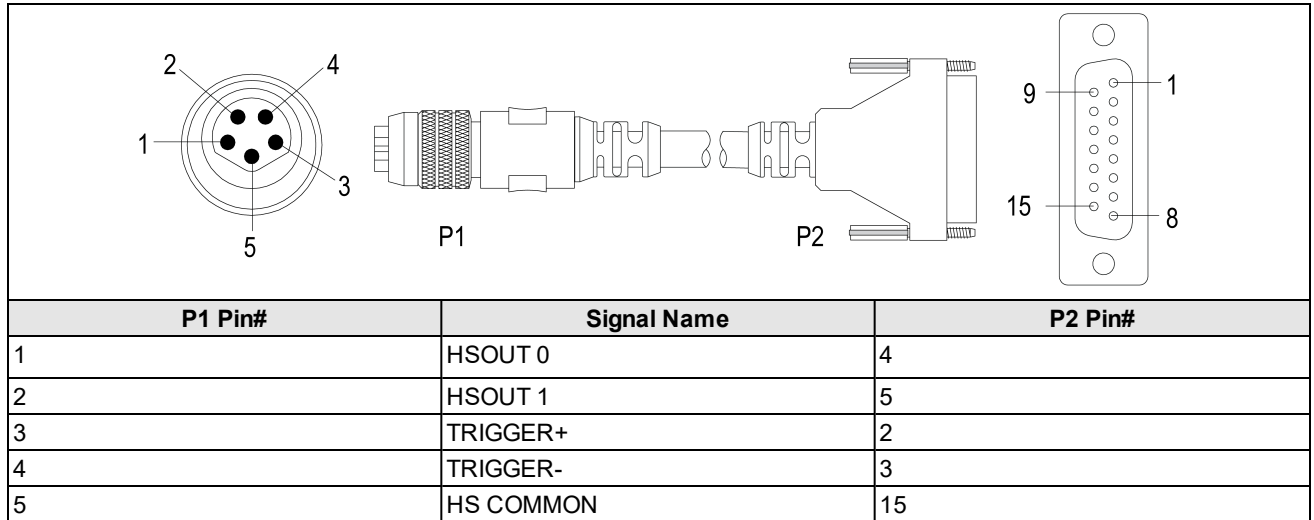 2
4
1
3
5
P1
P2
9
1
15
8
P1 Pin# Signal Name P2 Pin#
1 HSOUT 0 4
2 HSOUT 1 5
3 TRIGGER+ 2
4 TRIGGER- 3
5 HS COMMON 15